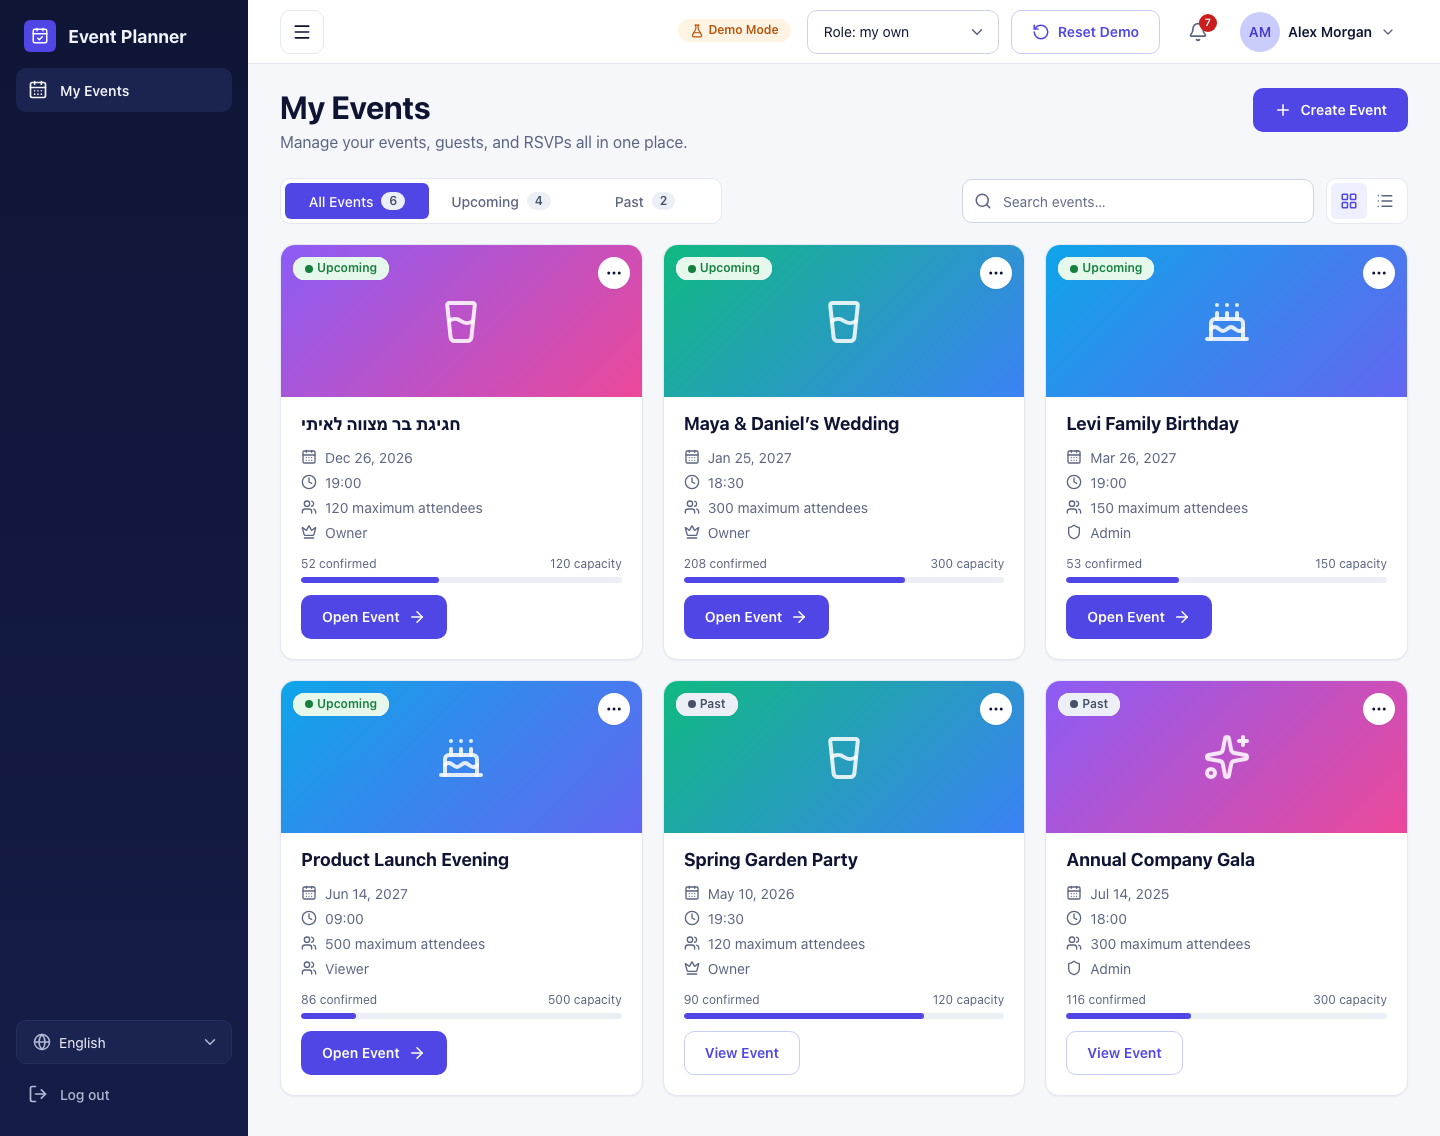 Event Planner
My Events
English
Log out
Demo Mode
Role: my own
Reset Demo
7
AM
Alex Morgan
My Events
Manage your events, guests, and RSVPs all in one place.
Create Event
All Events 6
Upcoming 4
Past 2
Search events...
Upcoming
חגיגת בר מצווה לאיתי
Dec 26, 2026
19:00
120 maximum attendees
Owner
52 confirmed
120 capacity
Open Event
Upcoming
Maya & Daniel's Wedding
Jan 25, 2027
18:30
300 maximum attendees
Owner
208 confirmed
300 capacity
Open Event
Upcoming
Levi Family Birthday
Mar 26, 2027
19:00
150 maximum attendees
Admin
53 confirmed
150 capacity
Open Event
Upcoming
Product Launch Evening
Jun 14, 2027
09:00
500 maximum attendees
Viewer
86 confirmed
500 capacity
Open Event
Past
Spring Garden Party
May 10, 2026
19:30
120 maximum attendees
Owner
90 confirmed
120 capacity
View Event
Past
Annual Company Gala
Jul 14, 2025
18:00
300 maximum attendees
Admin
116 confirmed
300 capacity
View Event